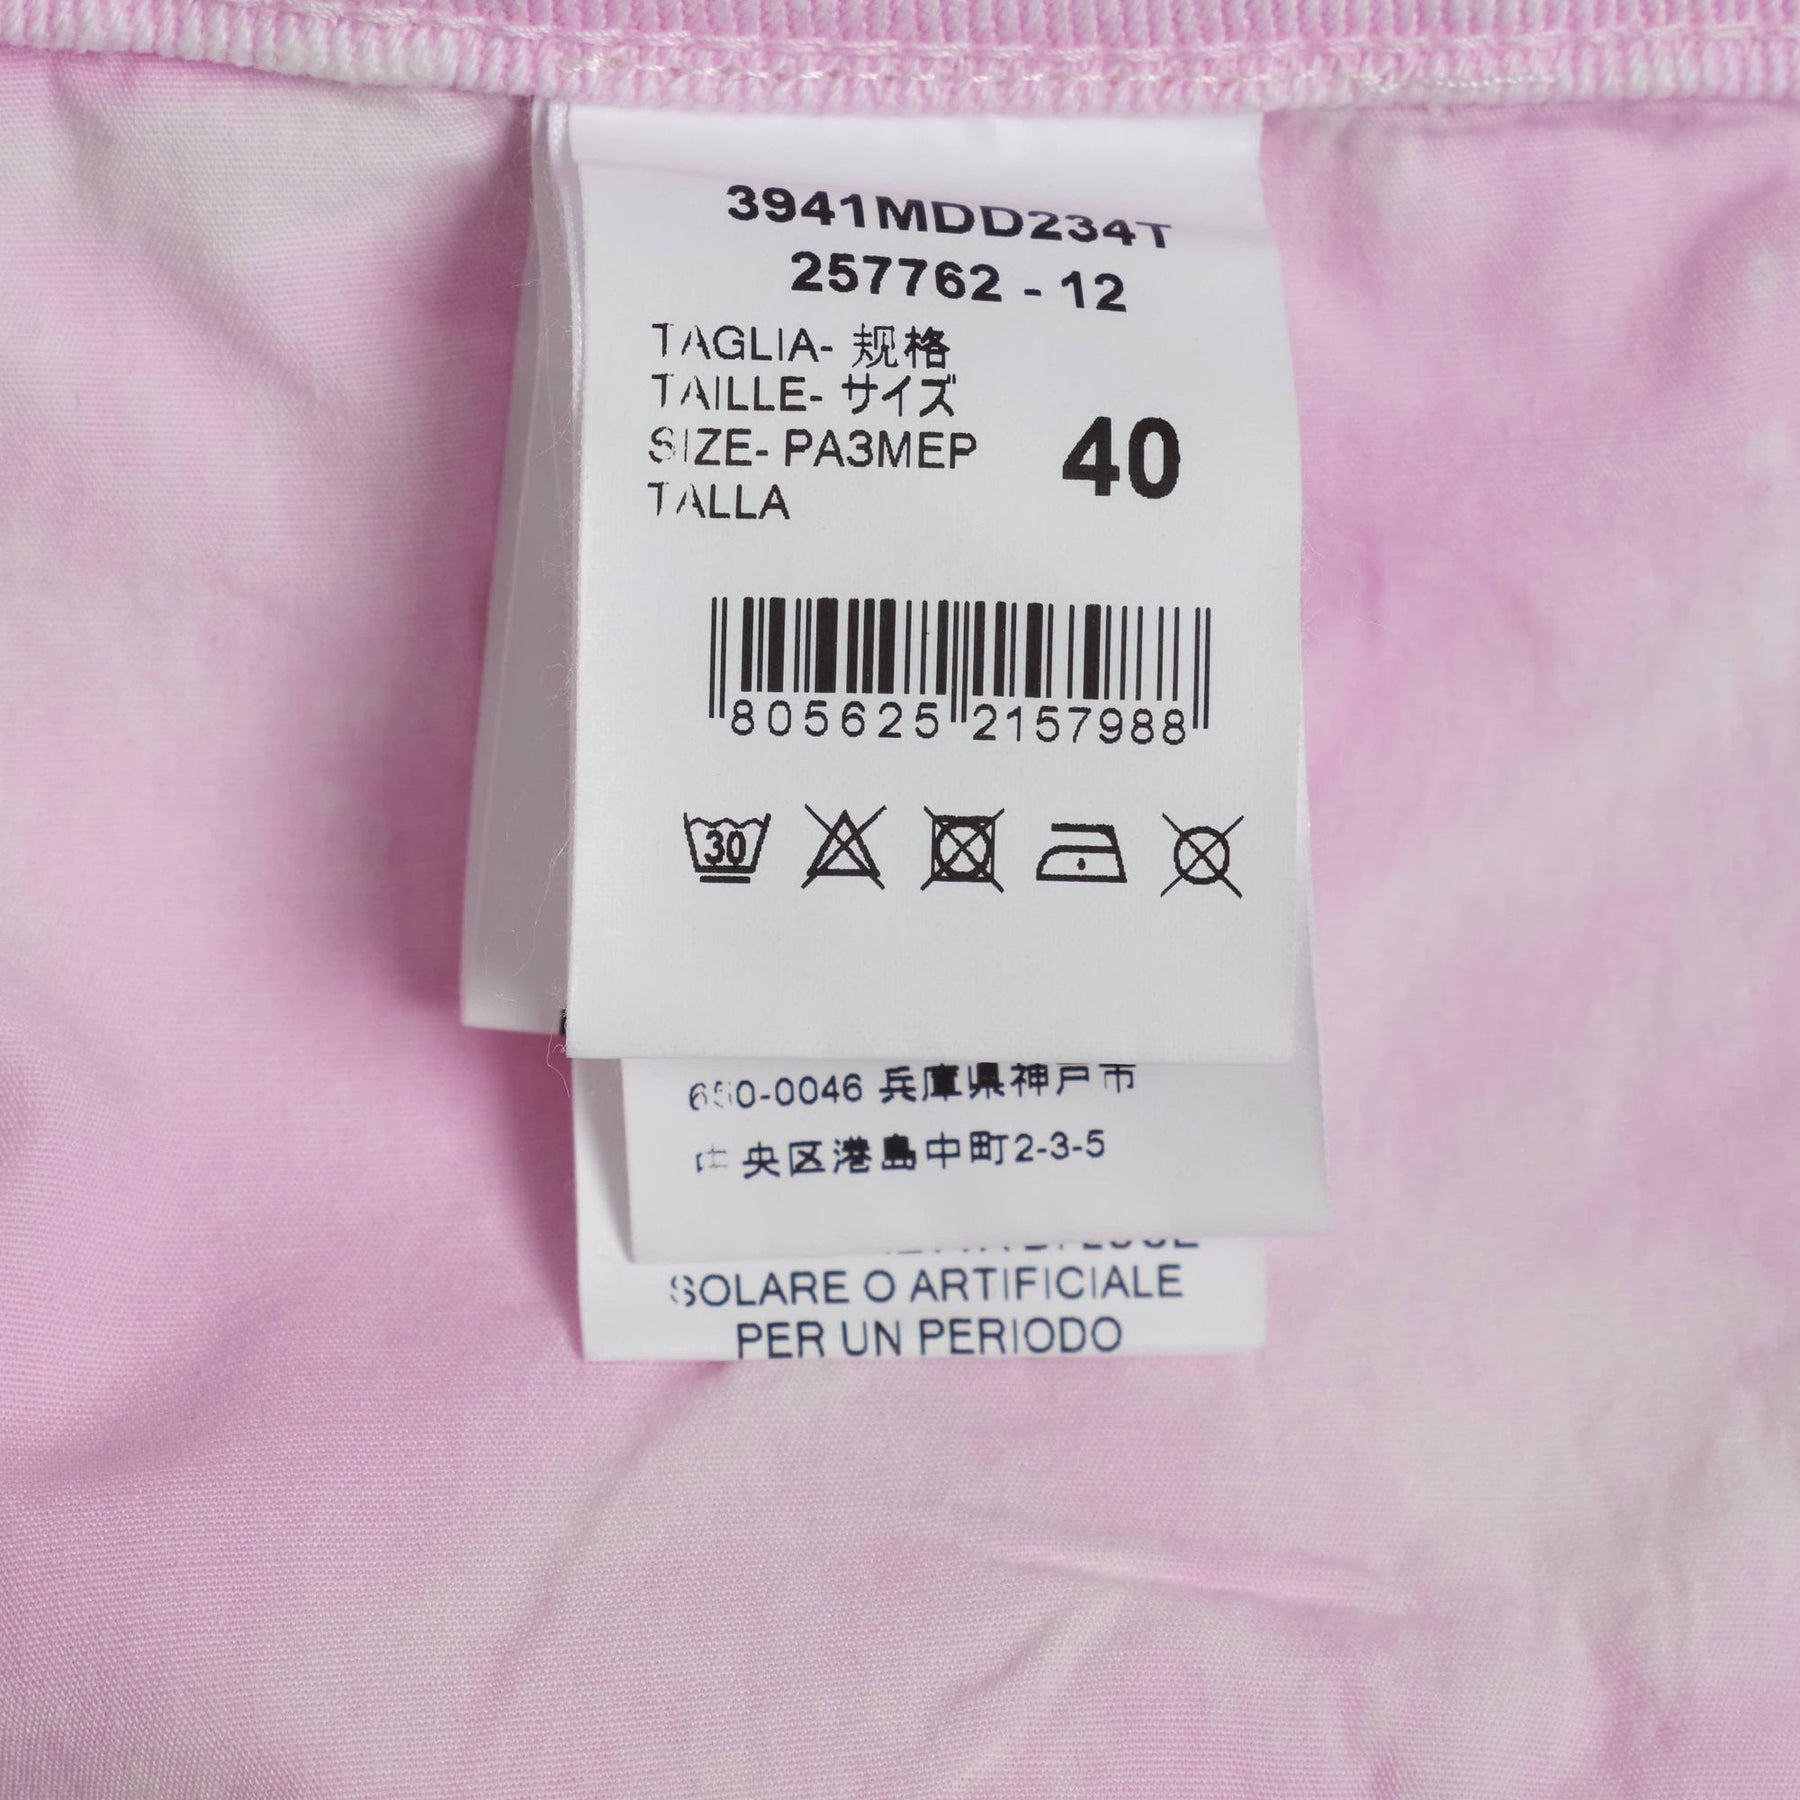 3941MDD234T
257762 - 12
TAGLIA- 规格
TAILLE- サイズ
SIZE- РАЗМЕР
TALLA
40
805625 2157988
30
650-0046 兵庫県神戸市
中央区港島中町2-3-5
SOLARE O ARTIFICIALE
PER UN PERIODO